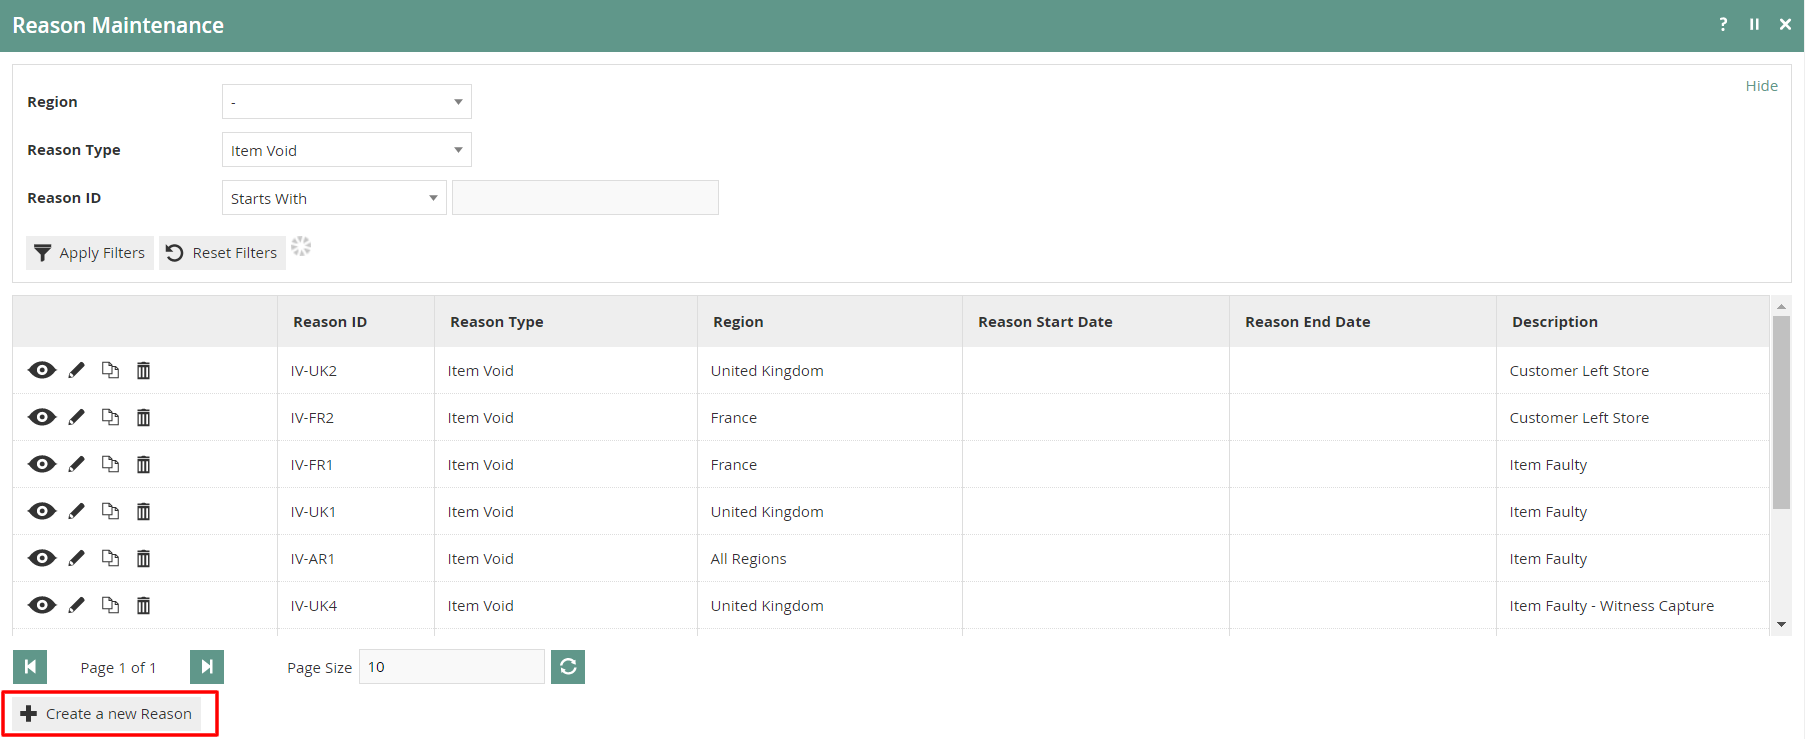 Reason Maintenance ?
Hide
Region -
Reason Type Item Void
Reason ID Starts With
Apply Filters Reset Filters
Reason ID Reason Type Region Reason Start Date Reason End Date Description
IV-UK2 Item Void United Kingdom Customer Left Store
IV-FR2 Item Void France Customer Left Store
IV-FR1 Item Void France Item Faulty
IV-UK1 Item Void United Kingdom Item Faulty
IV-AR1 Item Void All Regions Item Faulty
IV-UK4 Item Void United Kingdom Item Faulty - Witness Capture
Page 1 of 1 Page Size 10
Create a new Reason